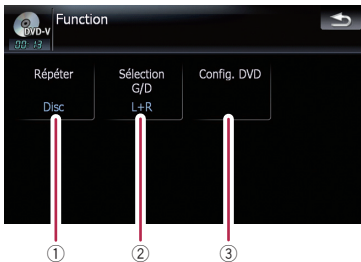 Function
DVD-V
00-13
Répéter
Sélection
G/D
Config. DVD
Disc
L+R
① ② ③